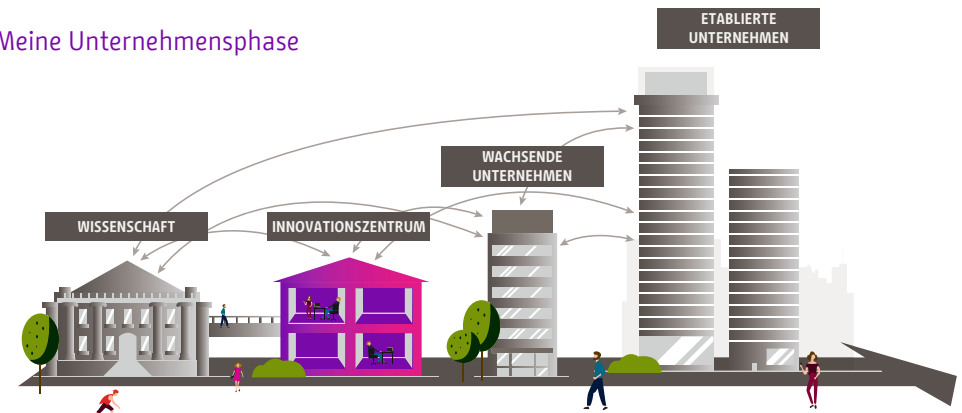 Meine Unternehmensphase
ETABLIERTE
UNTERNEHMEN
WACHSENDE
UNTERNEHMEN
WISSENSCHAFT
INNOVATIONSZENTRUM